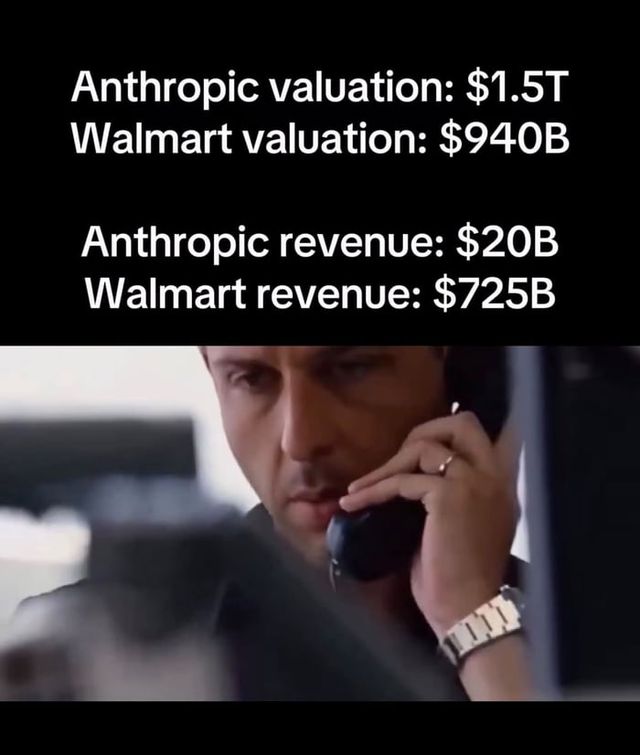 Anthropic valuation: $1.5T
Walmart valuation: $940B
Anthropic revenue: $20B
Walmart revenue: $725B